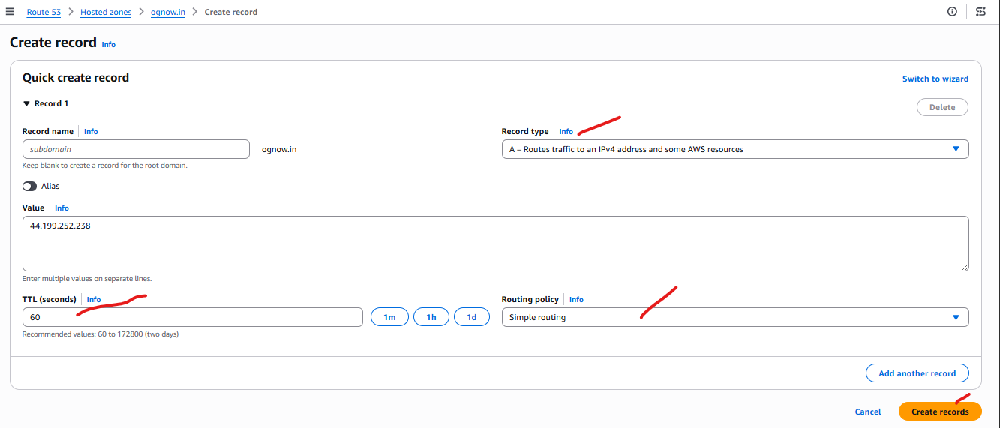 Route 53 > Hosted zones > ognow.in > Create record
Create record Info
Quick create record
Switch to wizard
▼ Record 1
Delete
Record name Info
subdomain
ognow.in
Keep blank to create a record for the root domain.
Record type Info
A – Routes traffic to an IPv4 address and some AWS resources
Alias
Value Info
44.199.252.238
Enter multiple values on separate lines.
TTL (seconds) Info
60
1m
1h
1d
Recommended values: 60 to 172800 (two days)
Routing policy Info
Simple routing
Add another record
Cancel
Create records